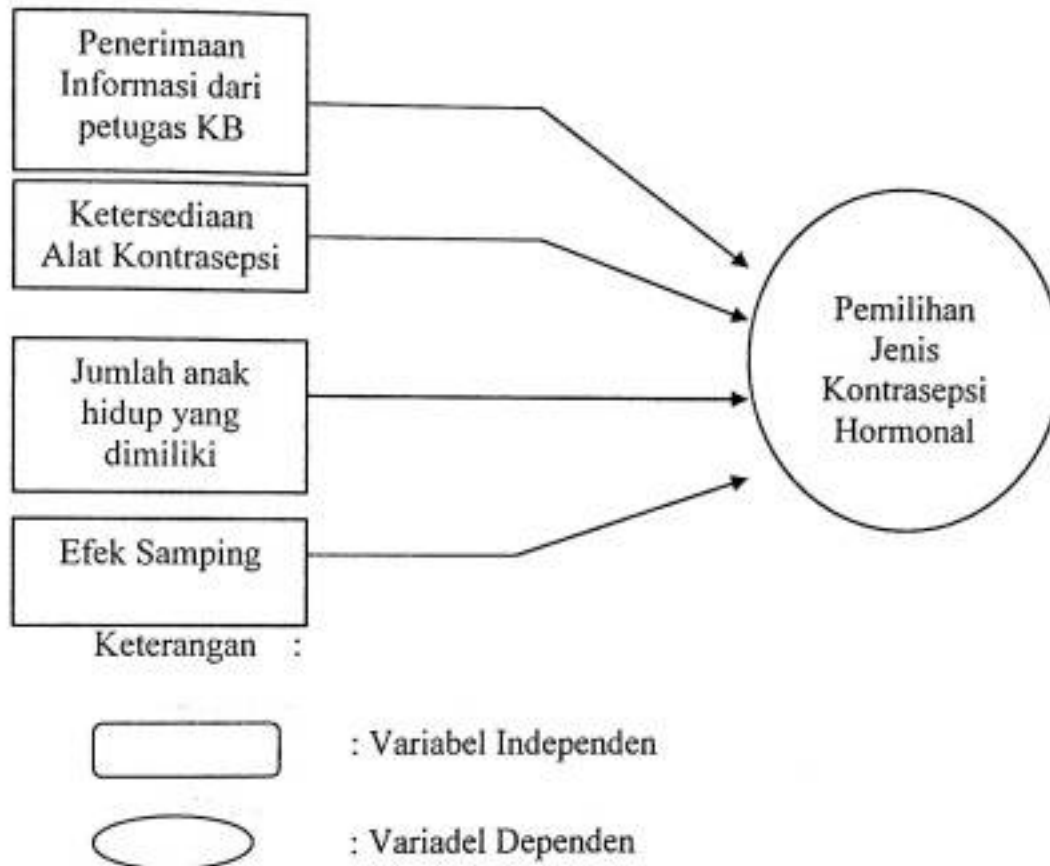 Penerimaan
Informasi dari
petugas KB
Ketersediaan
Alat Kontrasepsi
Jumlah anak
hidup yang
dimiliki
Efek Samping
Pemilihan
Jenis
Kontrasepsi
Hormonal
Keterangan :
: Variabel Independen
: Variadel Dependen